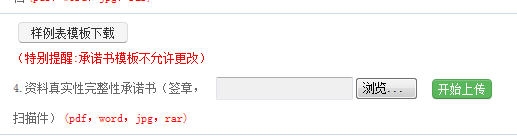 样例表模板下载
（特别提醒:承诺书模板不允许更改）
4.资料真实性完整性承诺书（签章， 浏览... 开始上传
扫描件）(pdf，word，jpg，rar)